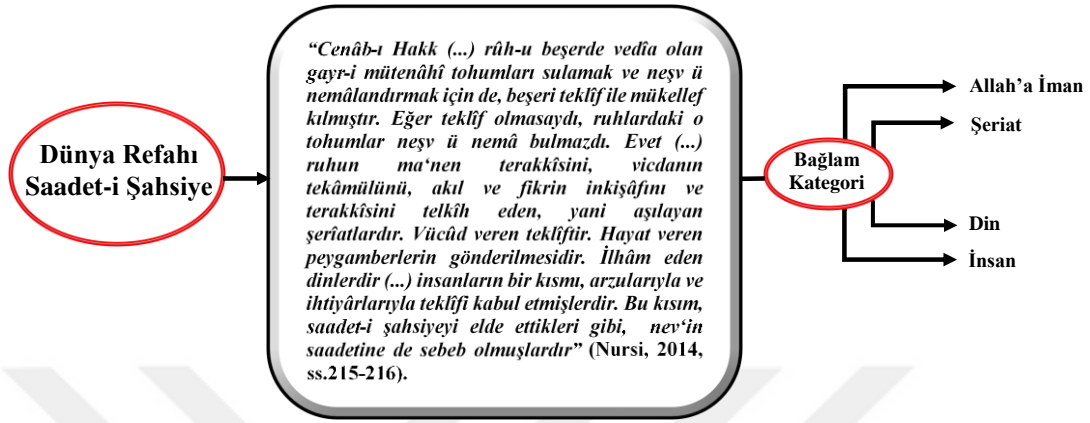 Dünya Refahı
Saadet-i Şahsiye
“Cenâb-ı Hakk (...) rûh-u beşerde vedîa olan
gayr-i mütenâhî tohumları sulamak ve neşv ü
nemâlandırmak için de, beşeri teklîf ile mükellef
kılmıştır. Eğer teklîf olmasaydı, ruhlardaki o
tohumlar neşv ü nemâ bulmazdı. Evet (...)
ruhun ma‘nen terakkîsini, vicdanın
tekâmülünü, akıl ve fikrin inkişâfını ve
terakkîsini telkîh eden, yani aşılayan
şerîatlardır. Vücûd veren teklîftir. Hayat veren
peygamberlerin gönderilmesidir. İlhâm eden
dinlerdir (...) insanların bir kısmı, arzularıyla ve
ihtiyârlarıyla teklîfi kabul etmişlerdir. Bu kısım,
saadet-i şahsiyeyi elde ettikleri gibi, nev‘in
saadetine de sebeb olmuşlardır” (Nursi, 2014,
ss.215-216).
Bağlam
Kategori
Allah’a İman
Şeriat
Din
İnsan